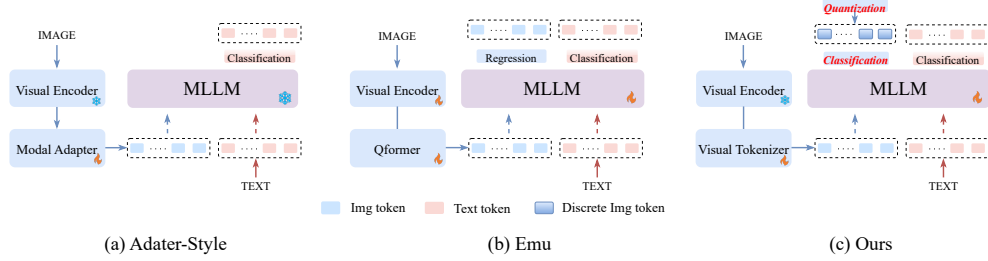 IMAGE
Visual Encoder
Modal Adapter
....
....
....
Classification
MLLM
TEXT
(a) Adater-Style
IMAGE
Visual Encoder
Qformer
....
....
....
....
Regression
Classification
MLLM
TEXT
(b) Emu
Quantization
IMAGE
Visual Encoder
Visual Tokenizer
....
....
....
....
Classification
Classification
MLLM
TEXT
(c) Ours
Img token
Text token
Discrete Img token